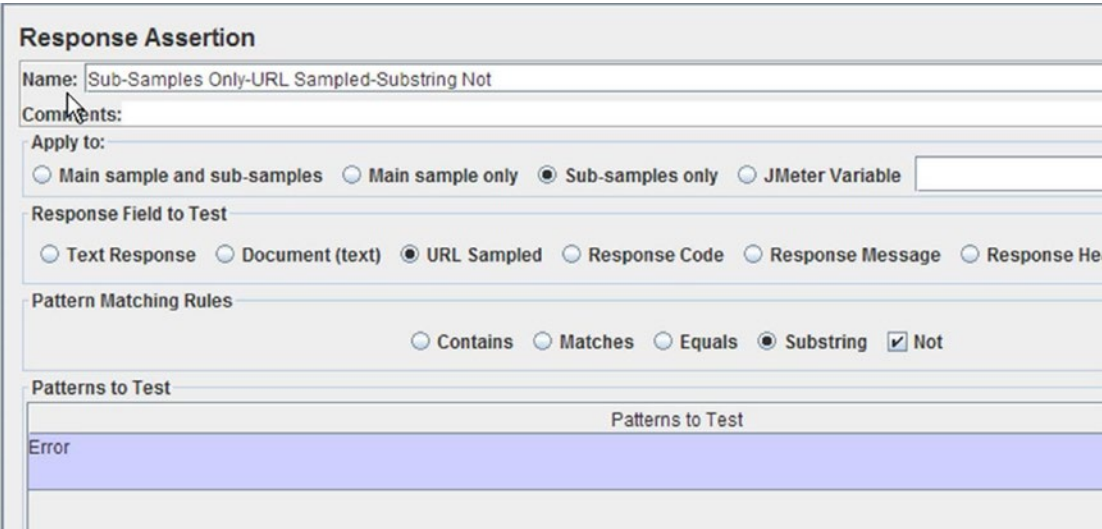 Response Assertion
Name: Sub-Samples Only-URL Sampled-Substring Not
Comments:
Apply to:
Main sample and sub-samples Main sample only Sub-samples only JMeter Variable
Response Field to Test
Text Response Document (text) URL Sampled Response Code Response Message Response He
Pattern Matching Rules
Contains Matches Equals Substring Not
Patterns to Test
Patterns to Test
Error